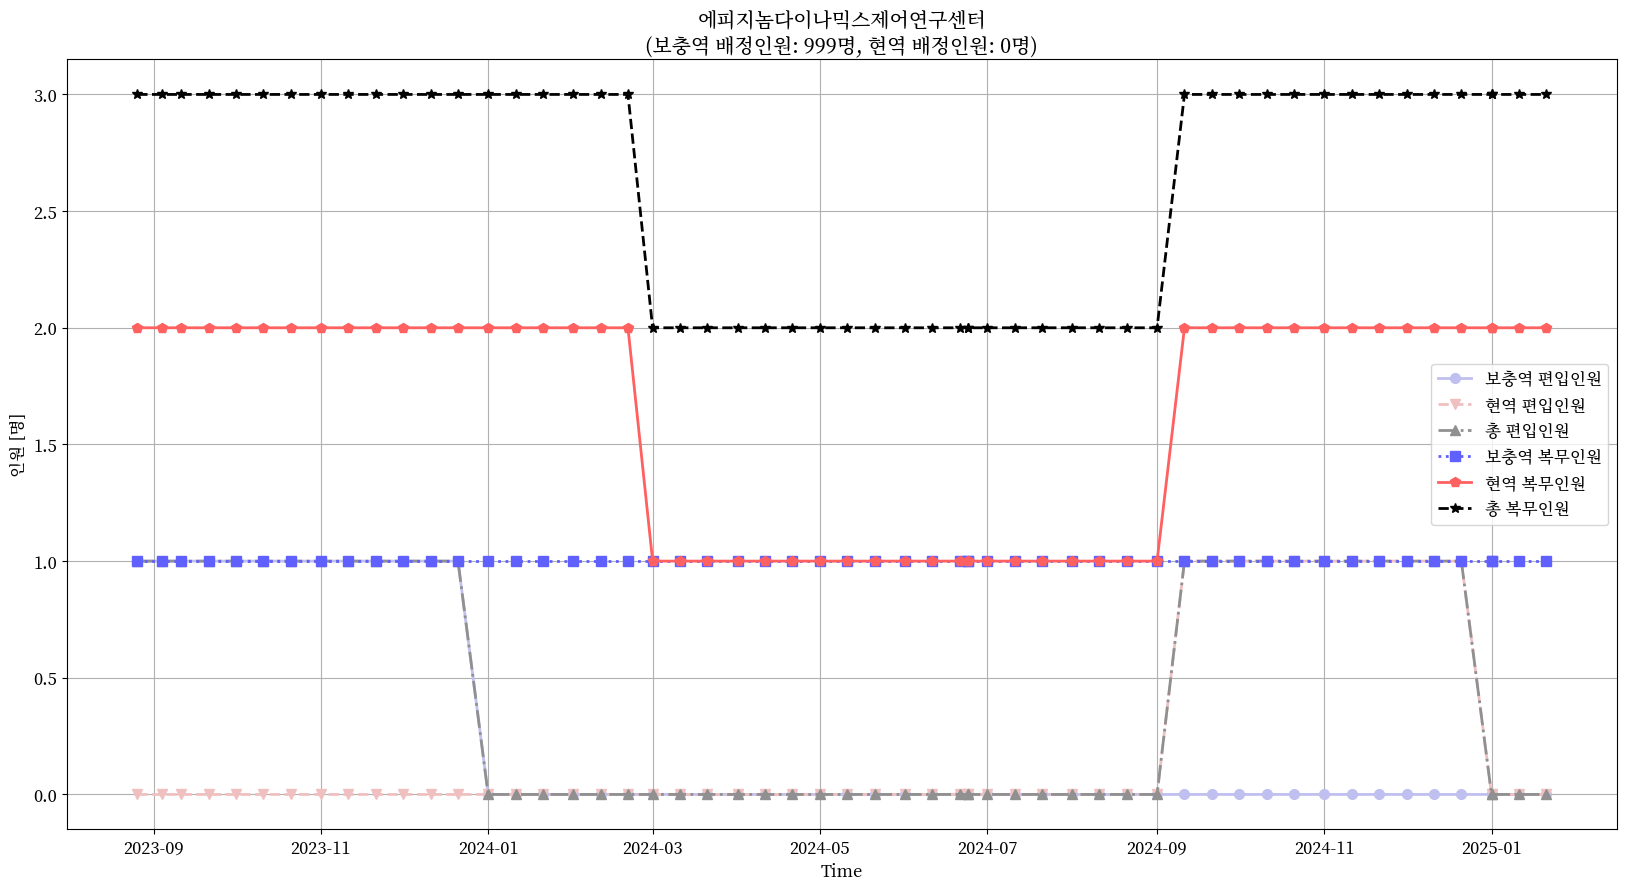 에피지놈다이나믹스제어연구센터
(보충역 배정인원: 999명, 현역 배정인원: 0명)
3.0
2.5
2.0
1.5
1.0
0.5
0.0
인원 [명]
보충역 편입인원
현역 편입인원
총 편입인원
보충역 복무인원
현역 복무인원
총 복무인원
2023-09
2023-11
2024-01
2024-03
2024-05
2024-07
2024-09
2024-11
2025-01
Time